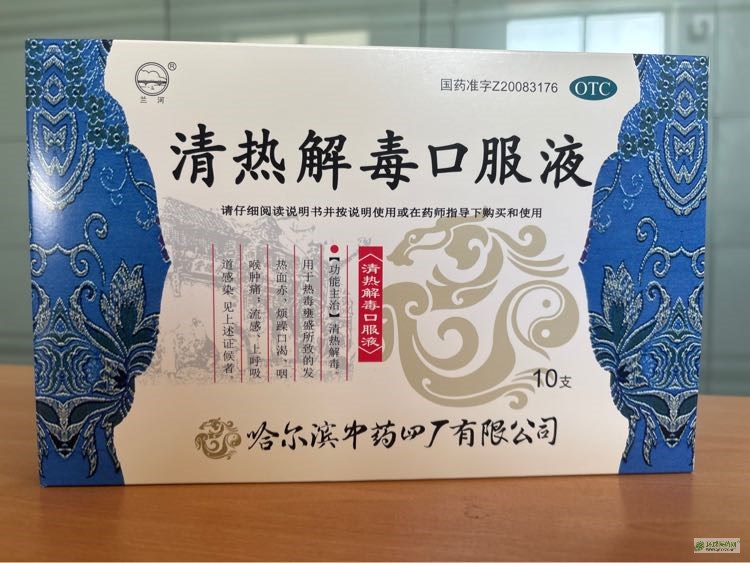 兰河
®
国药准字Z20083176
OTC
清热解毒口服液
请仔细阅读说明书并按说明使用或在药师指导下购买和使用
《清热解毒口服液》
【功能主治】清热解毒。
用于热毒壅盛所致的发
热面赤、烦躁口渴、咽
喉肿痛；流感、上呼吸
道感染见上述证候者。
10支
哈尔滨中药四厂有限公司